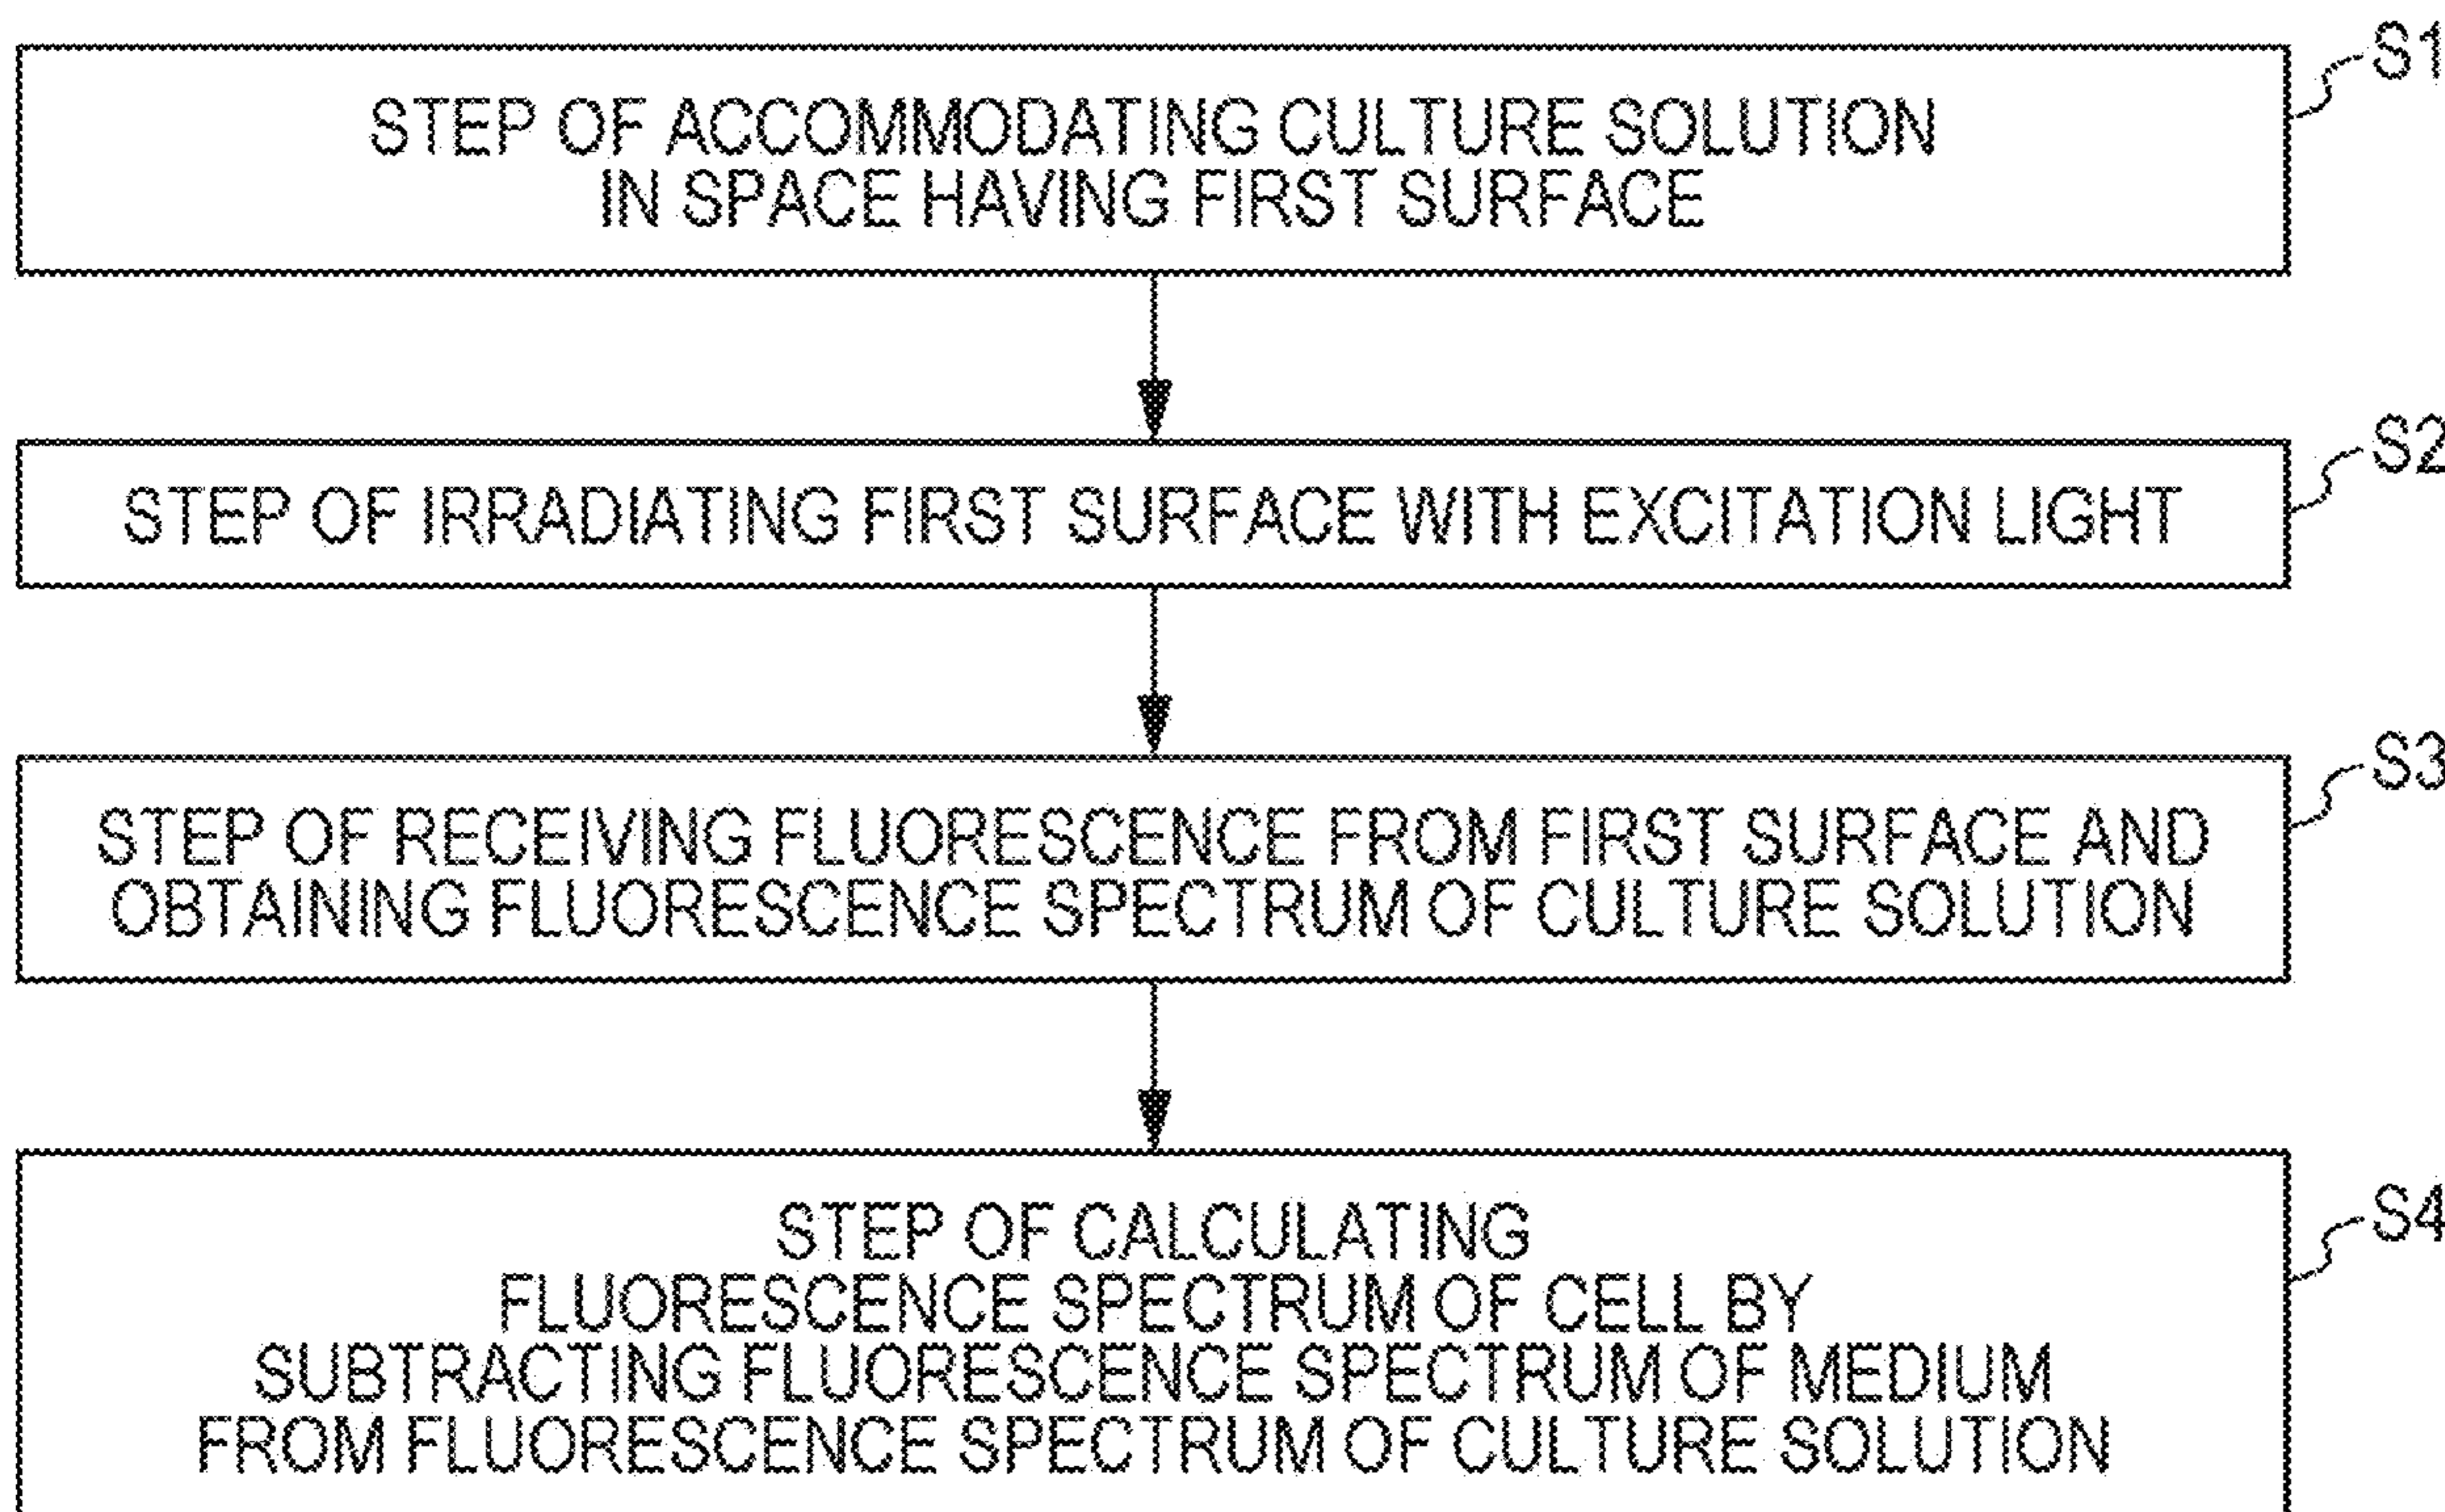 S1
STEP OF ACCOMMODATING CULTURE SOLUTION
IN SPACE HAVING FIRST SURFACE
S2
STEP OF IRRADIATING FIRST SURFACE WITH EXCITATION LIGHT
S3
STEP OF RECEIVING FLUORESCENCE FROM FIRST SURFACE AND
OBTAINING FLUORESCENCE SPECTRUM OF CULTURE SOLUTION
S4
STEP OF CALCULATING
FLUORESCENCE SPECTRUM OF CELL BY
SUBTRACTING FLUORESCENCE SPECTRUM OF MEDIUM
FROM FLUORESCENCE SPECTRUM OF CULTURE SOLUTION